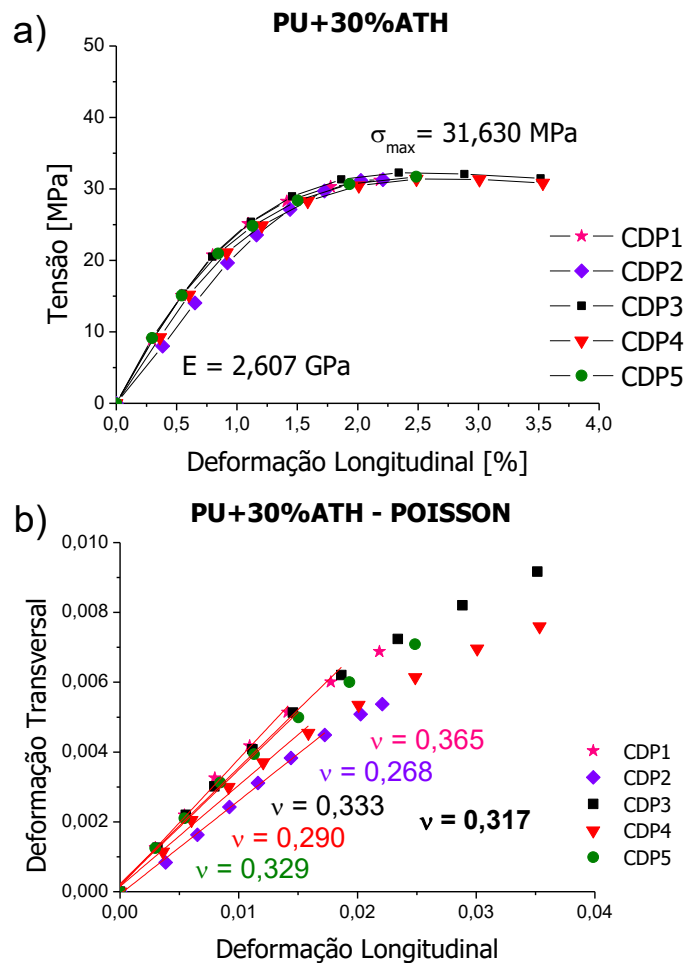 a)
PU+30%ATH
Tensão [MPa]
50
40
30
20
10
0
σmax = 31,630 MPa
E = 2,607 GPa
CDP1
CDP2
CDP3
CDP4
CDP5
0,0 0,5 1,0 1,5 2,0 2,5 3,0 3,5 4,0
Deformação Longitudinal [%]
b)
PU+30%ATH - POISSON
Deformação Transversal
0,010
0,008
0,006
0,004
0,002
0,000
ν = 0,365
ν = 0,268
ν = 0,333
ν = 0,290
ν = 0,329
ν = 0,317
CDP1
CDP2
CDP3
CDP4
CDP5
0,00 0,01 0,02 0,03 0,04
Deformação Longitudinal